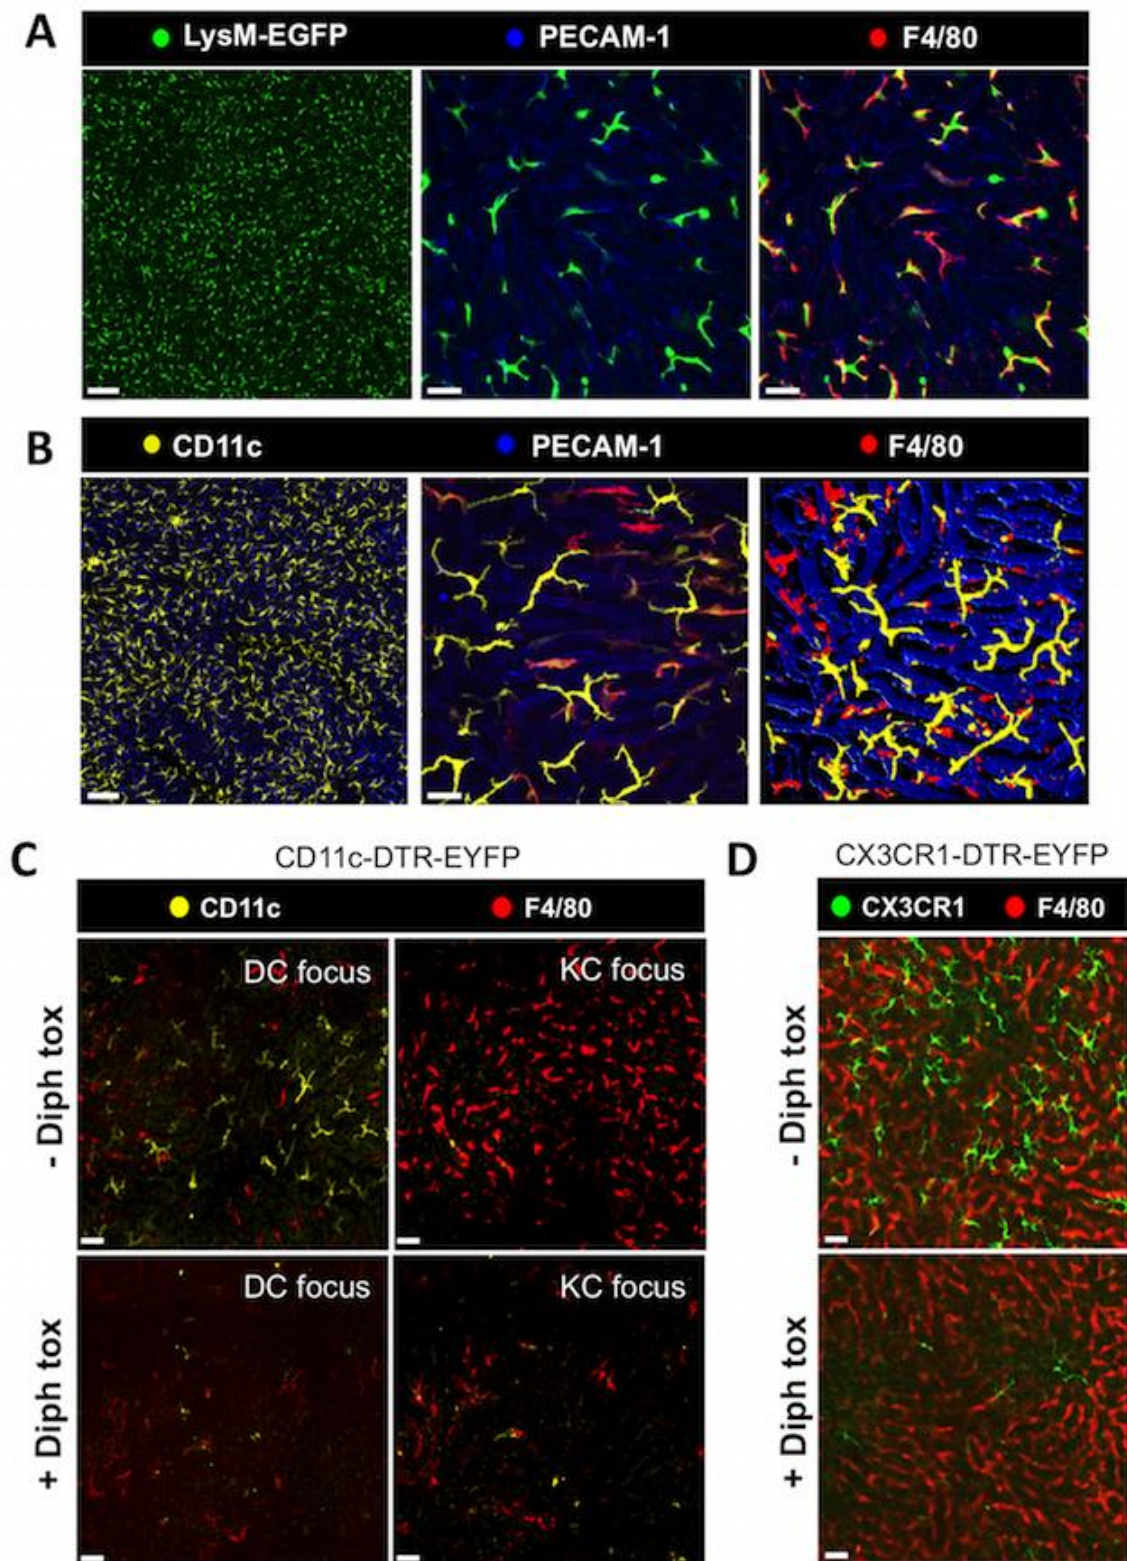 A
LysM-EGFP PECAM-1 F4/80
B
CD11c PECAM-1 F4/80
C
CD11c-DTR-EYFP
CD11c F4/80
- Diph tox
DC focus KC focus
+ Diph tox
DC focus KC focus
D
CX3CR1-DTR-EYFP
CX3CR1 F4/80
- Diph tox
+ Diph tox